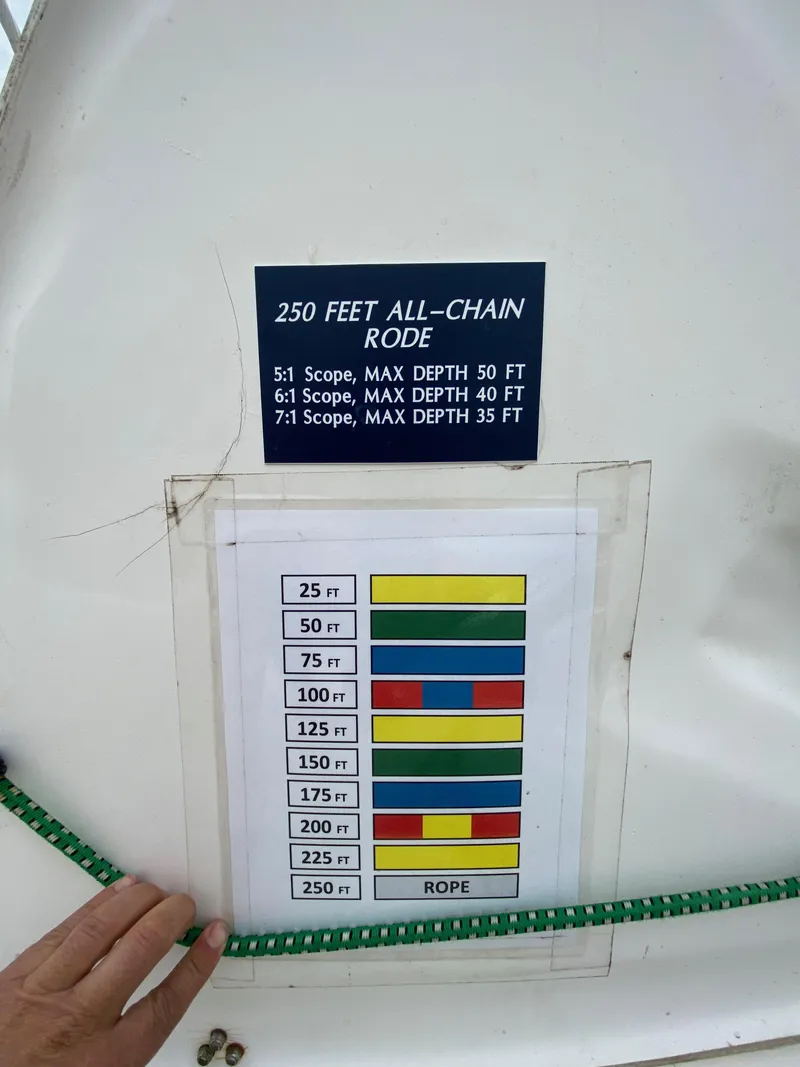 250 FEET ALL-CHAIN
RODE
5:1 Scope, MAX DEPTH 50 FT
6:1 Scope, MAX DEPTH 40 FT
7:1 Scope, MAX DEPTH 35 FT
25 FT
50 FT
75 FT
100 FT
125 FT
150 FT
175 FT
200 FT
225 FT
250 FT ROPE